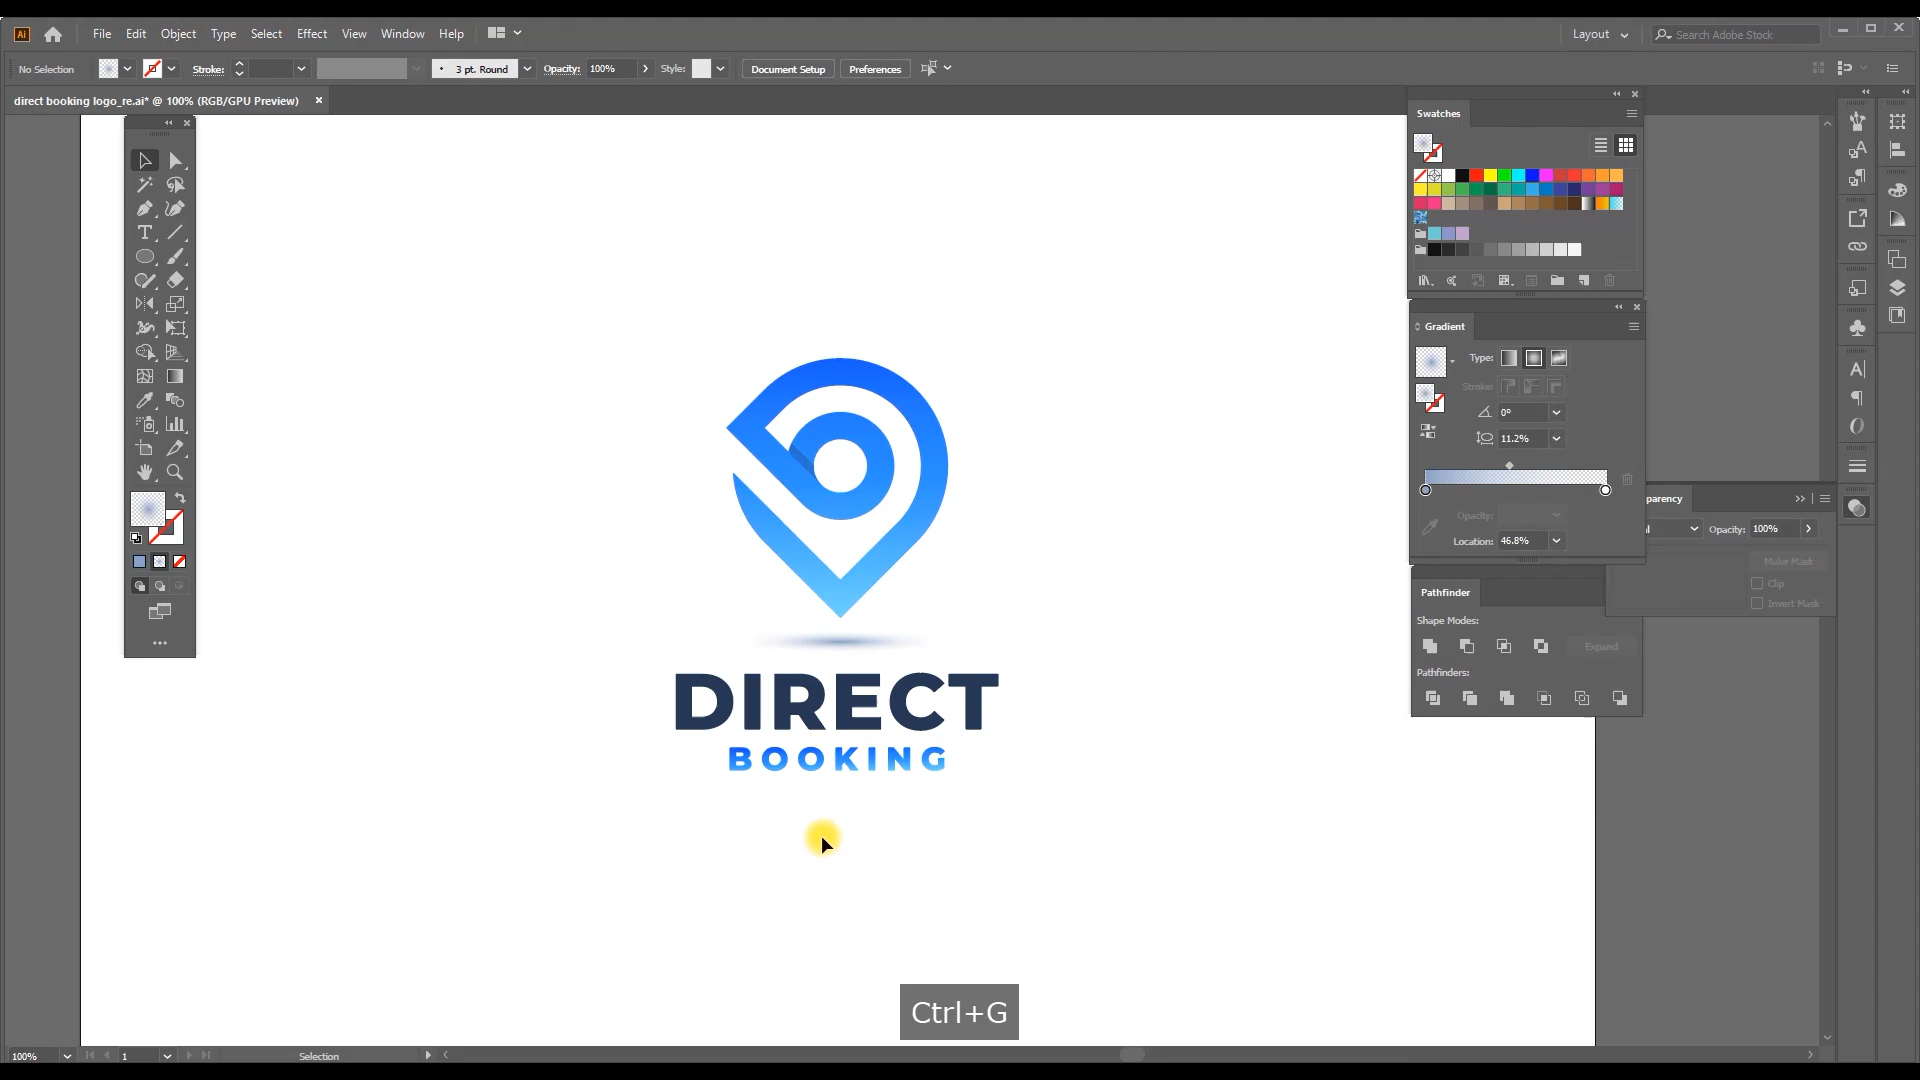 Ai File Edit Object Type Select Effect View Window Help Layout Search Adobe Stock
No Selection Stroke: 3 pt. Round Opacity: 100% Style: Document Setup Preferences
direct booking logo_re.ai* @ 100% (RGB/GPU Preview)
Swatches
Gradient
Type:
Stroke:
0°
11.2%
Opacity:
Location: 46.8%
parency
Opacity: 100%
Make Mask
Clip
Invert Mask
Pathfinder
Shape Modes:
Expand
Pathfinders:
DIRECT
BOOKING
Ctrl+G
100% 1 Selection